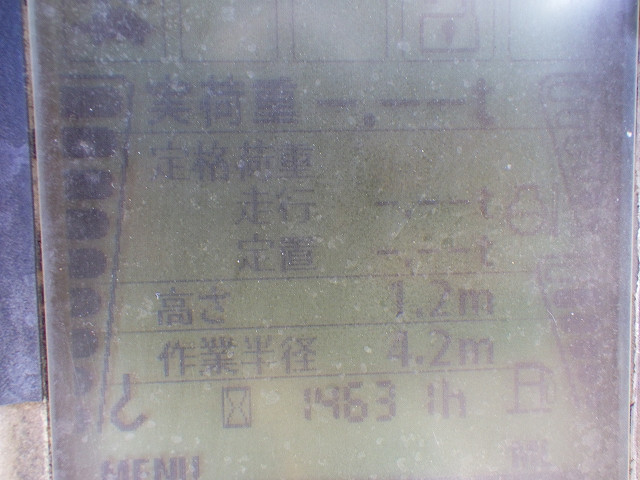 実荷重 -.--t
定格荷重
走行 -.--t
定置 -.--t
高さ 1.2m
作業半径 4.2m
MENU